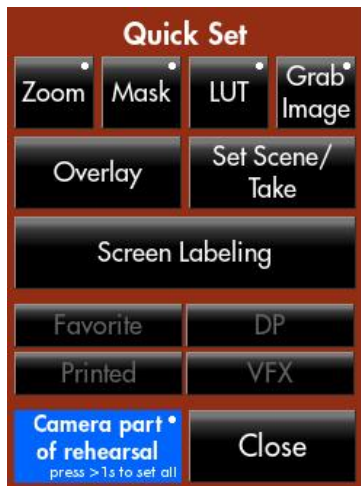 Quick Set
Zoom Mask LUT Grab
Image
Overlay Set Scene/
Take
Screen Labeling
Favorite DP
Printed VFX
Camera part
of rehearsal
press >1s to set all
Close